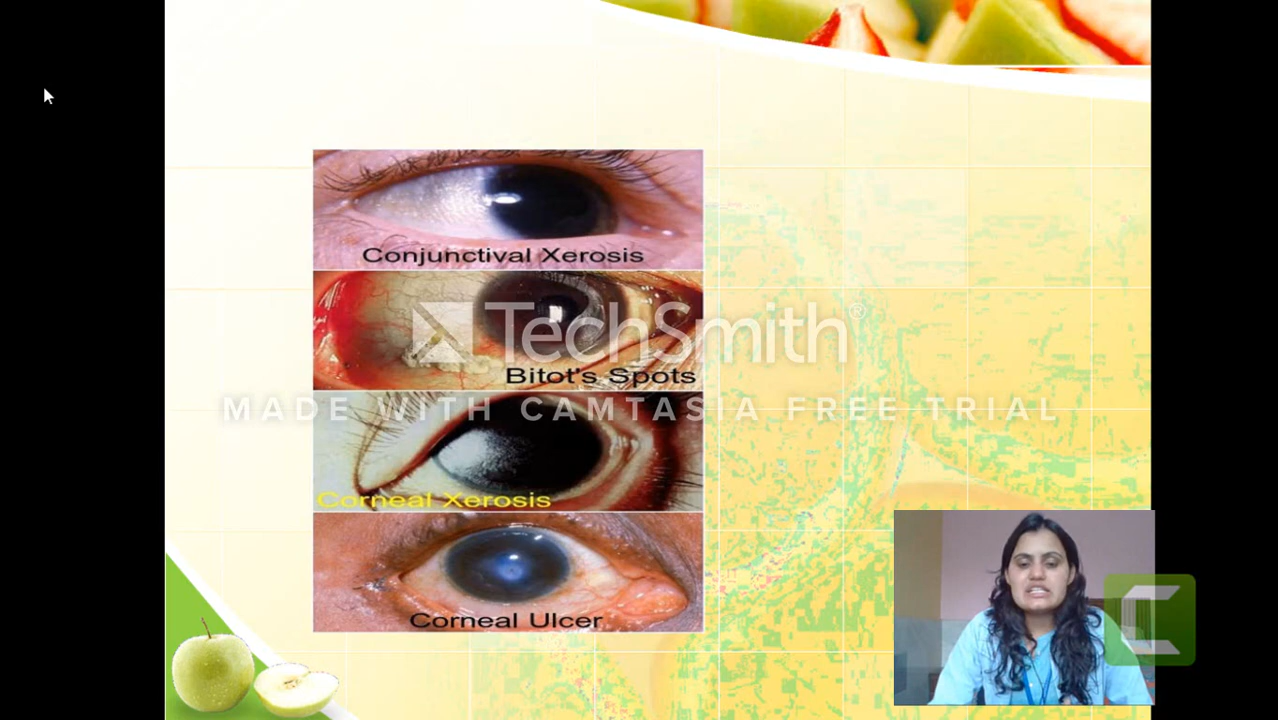 Conjunctival Xerosis
TechSmith®
Bitot's Spots
MADE WITH CAMTASIA FREE TRIAL
Corneal Xerosis
Corneal Ulcer